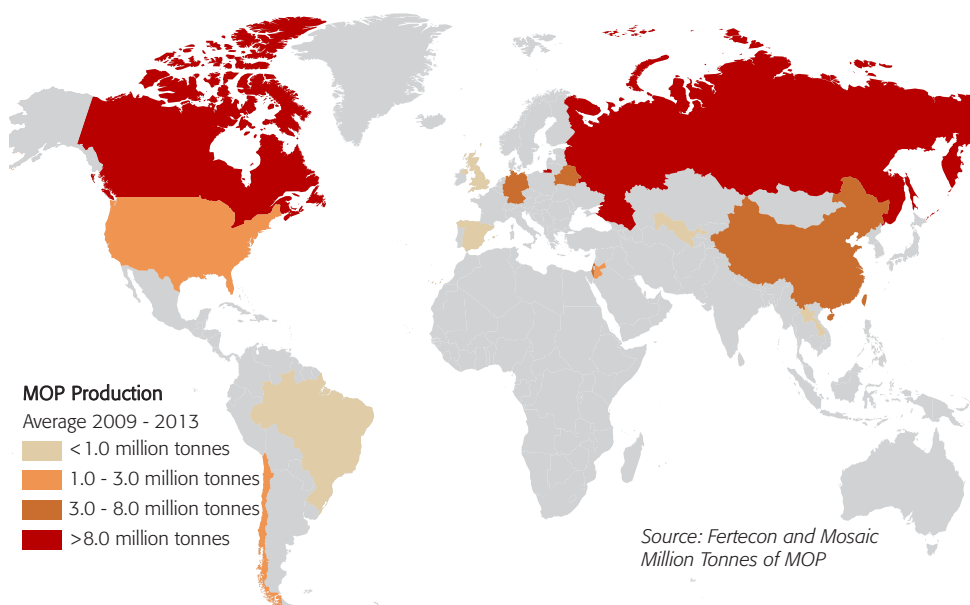 MOP Production
Average 2009 - 2013
<1.0 million tonnes
1.0 - 3.0 million tonnes
3.0 - 8.0 million tonnes
>8.0 million tonnes
Source: Fertecon and Mosaic
Million Tonnes of MOP